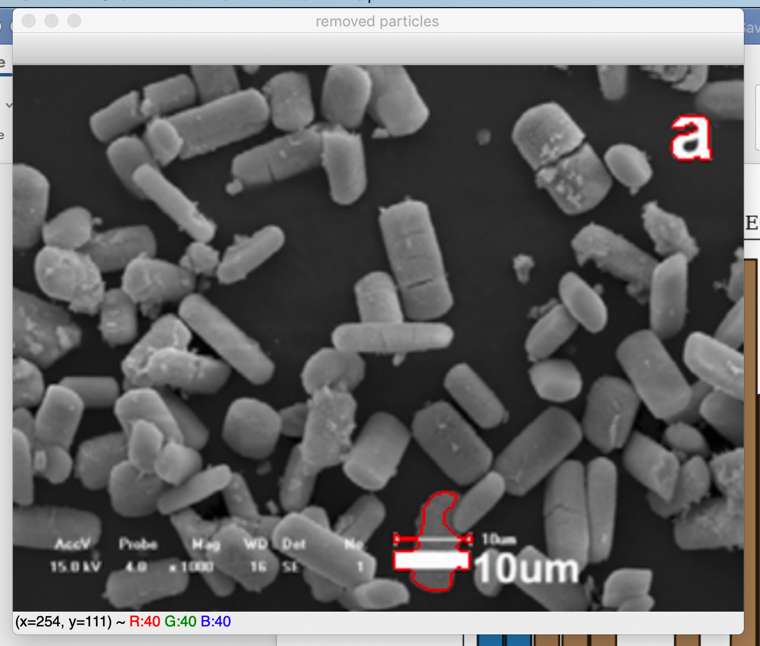 removed particles
a
E
10um
AccV Probe Mag WD Det No
15.0 kV 4.0 x 1000 16 SE 1
10um
(x=254, y=111) ~ R:40 G:40 B:40